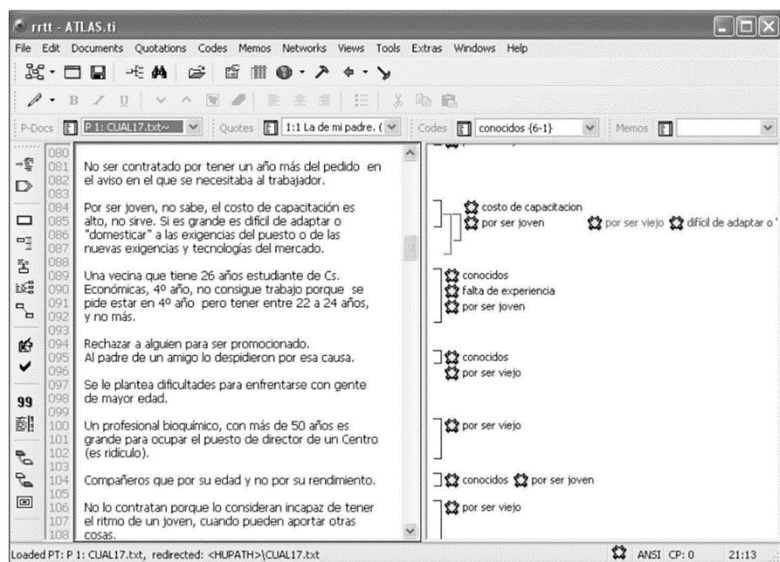 rrtt - ATLAS.ti
File Edit Documents Quotations Codes Memos Networks Views Tools Extras Windows Help
B I U
P-Docs P 1: CUAL17.txt~ Quotes 1:1 La de mi padre. ( Codes conocidos {6-1} Memos
080
081 No ser contratado por tener un año más del pedido en
082 el aviso en el que se necesitaba al trabajador.
083
084 Por ser joven, no sabe, el costo de capacitación es
085 alto, no sirve. Si es grande es difícil de adaptar o
086 "domesticar" a las exigencias del puesto o de las
087 nuevas exigencias y tecnologías del mercado.
088
089 Una vecina que tiene 26 años estudiante de Cs.
090 Económicas, 4º año, no consigue trabajo porque se
091 pide estar en 4º año pero tener entre 22 a 24 años,
092 y no más.
093
094 Rechazar a alguien para ser promocionado.
095 Al padre de un amigo lo despidieron por esa causa.
096
097 Se le plantea dificultades para enfrentarse con gente
098 de mayor edad.
099
100 Un profesional bioquímico, con más de 50 años es
101 grande para ocupar el puesto de director de un Centro
102 (es ridículo).
103
104 Compañeros que por su edad y no por su rendimiento.
105
106 No lo contratan porque lo consideran incapaz de tener
107 el ritmo de un joven, cuando pueden aportar otras
108 cosas.
costo de capacitacion
por ser joven por ser viejo difícil de adaptar o
conocidos
falta de experiencia
por ser joven
conocidos
por ser viejo
por ser viejo
conocidos por ser joven
por ser viejo
99
Loaded PT: P 1: CUAL17.txt, redirected: <HUPATH>\CUAL17.txt ANSI CP: 0 21:13